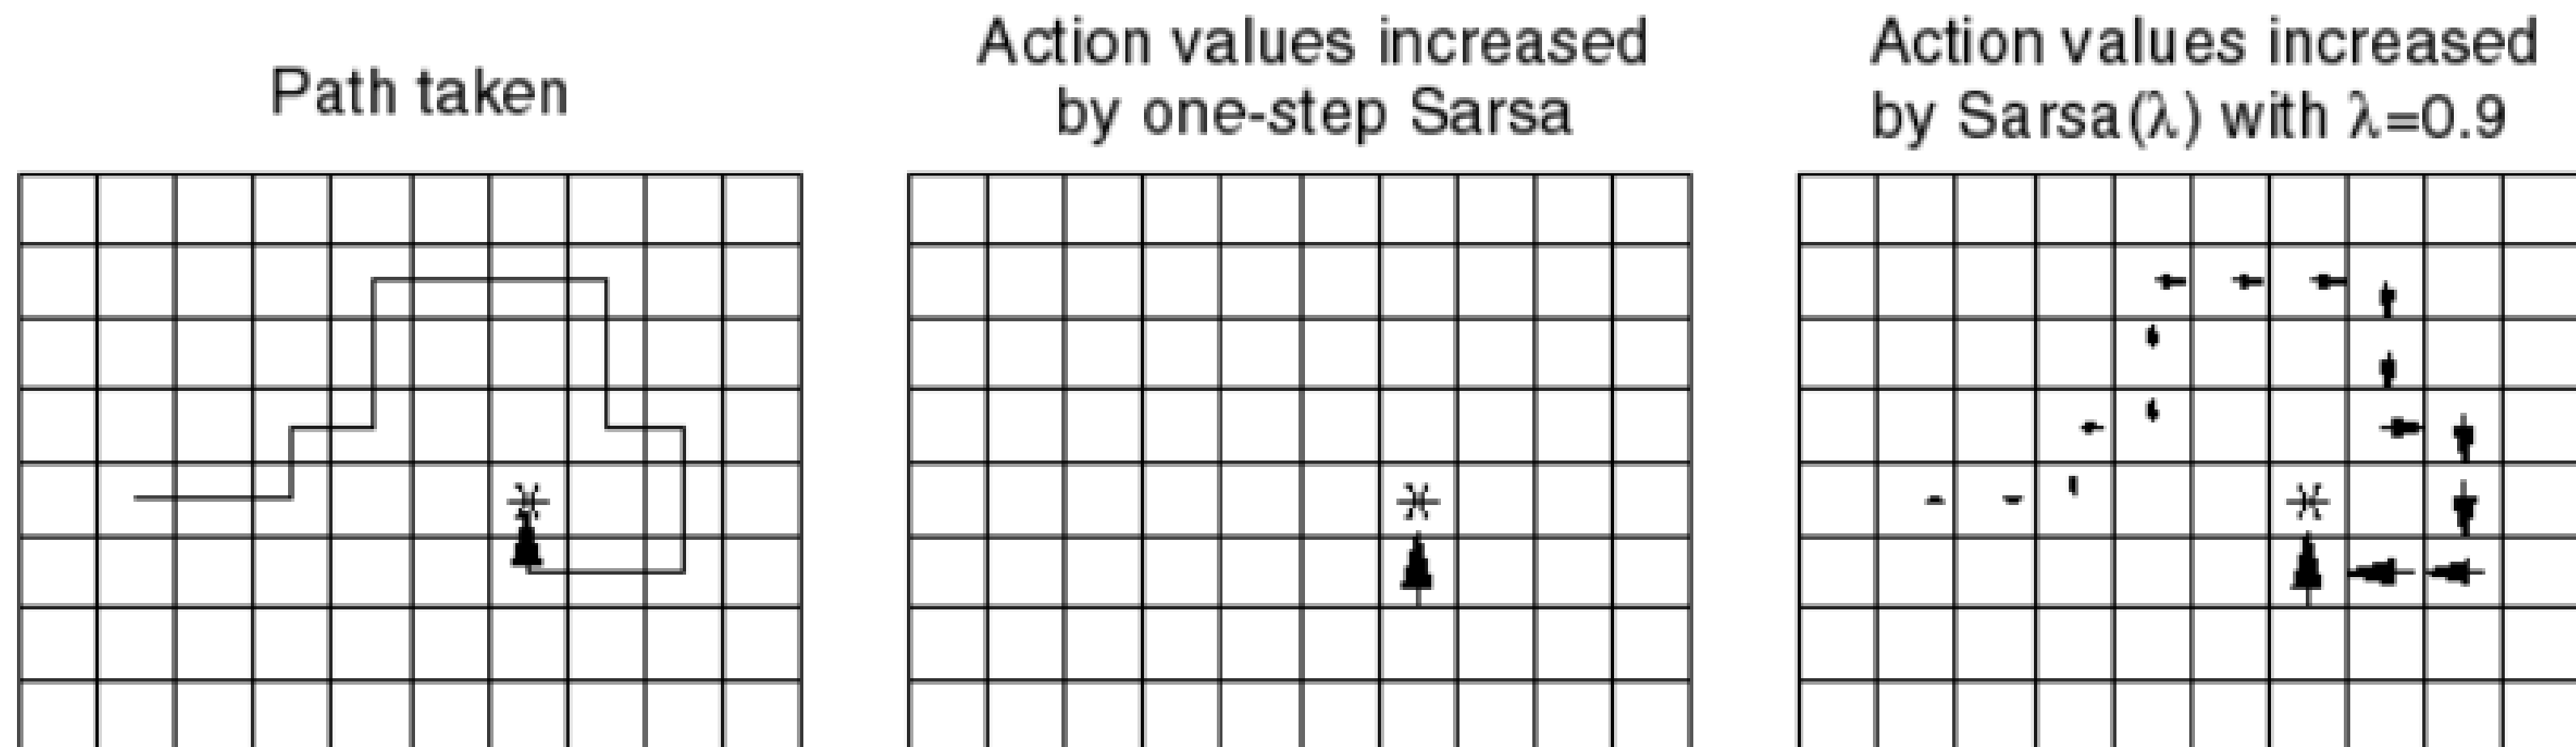 Path taken
Action values increased
by one-step Sarsa
Action values increased
by Sarsa(λ) with λ=0.9